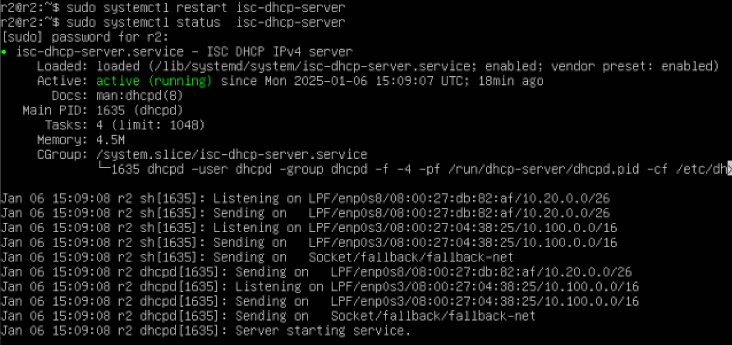 r2@r2:~$ sudo systemctl restart isc-dhcp-server
r2@r2:~$ sudo systemctl status  isc-dhcp-server
[sudo] password for r2:
● isc-dhcp-server.service - ISC DHCP IPv4 server
     Loaded: loaded (/lib/systemd/system/isc-dhcp-server.service; enabled; vendor preset: enabled)
     Active: active (running) since Mon 2025-01-06 15:09:07 UTC; 18min ago
       Docs: man:dhcpd(8)
   Main PID: 1635 (dhcpd)
      Tasks: 4 (limit: 1048)
     Memory: 4.5M
     CGroup: /system.slice/isc-dhcp-server.service
             └─1635 dhcpd -user dhcpd -group dhcpd -f -4 -pf /run/dhcp-server/dhcpd.pid -cf /etc/dh>
Jan 06 15:09:08 r2 sh[1635]: Listening on LPF/enp0s8/08:00:27:db:82:af/10.20.0.0/26
Jan 06 15:09:08 r2 sh[1635]: Sending on   LPF/enp0s8/08:00:27:db:82:af/10.20.0.0/26
Jan 06 15:09:08 r2 sh[1635]: Listening on LPF/enp0s3/08:00:27:04:38:25/10.100.0.0/16
Jan 06 15:09:08 r2 sh[1635]: Sending on   LPF/enp0s3/08:00:27:04:38:25/10.100.0.0/16
Jan 06 15:09:08 r2 sh[1635]: Sending on   Socket/fallback/fallback-net
Jan 06 15:09:08 r2 dhcpd[1635]: Sending on   LPF/enp0s8/08:00:27:db:82:af/10.20.0.0/26
Jan 06 15:09:08 r2 dhcpd[1635]: Listening on LPF/enp0s3/08:00:27:04:38:25/10.100.0.0/16
Jan 06 15:09:08 r2 dhcpd[1635]: Sending on   LPF/enp0s3/08:00:27:04:38:25/10.100.0.0/16
Jan 06 15:09:08 r2 dhcpd[1635]: Sending on   Socket/fallback/fallback-net
Jan 06 15:09:08 r2 dhcpd[1635]: Server starting service.